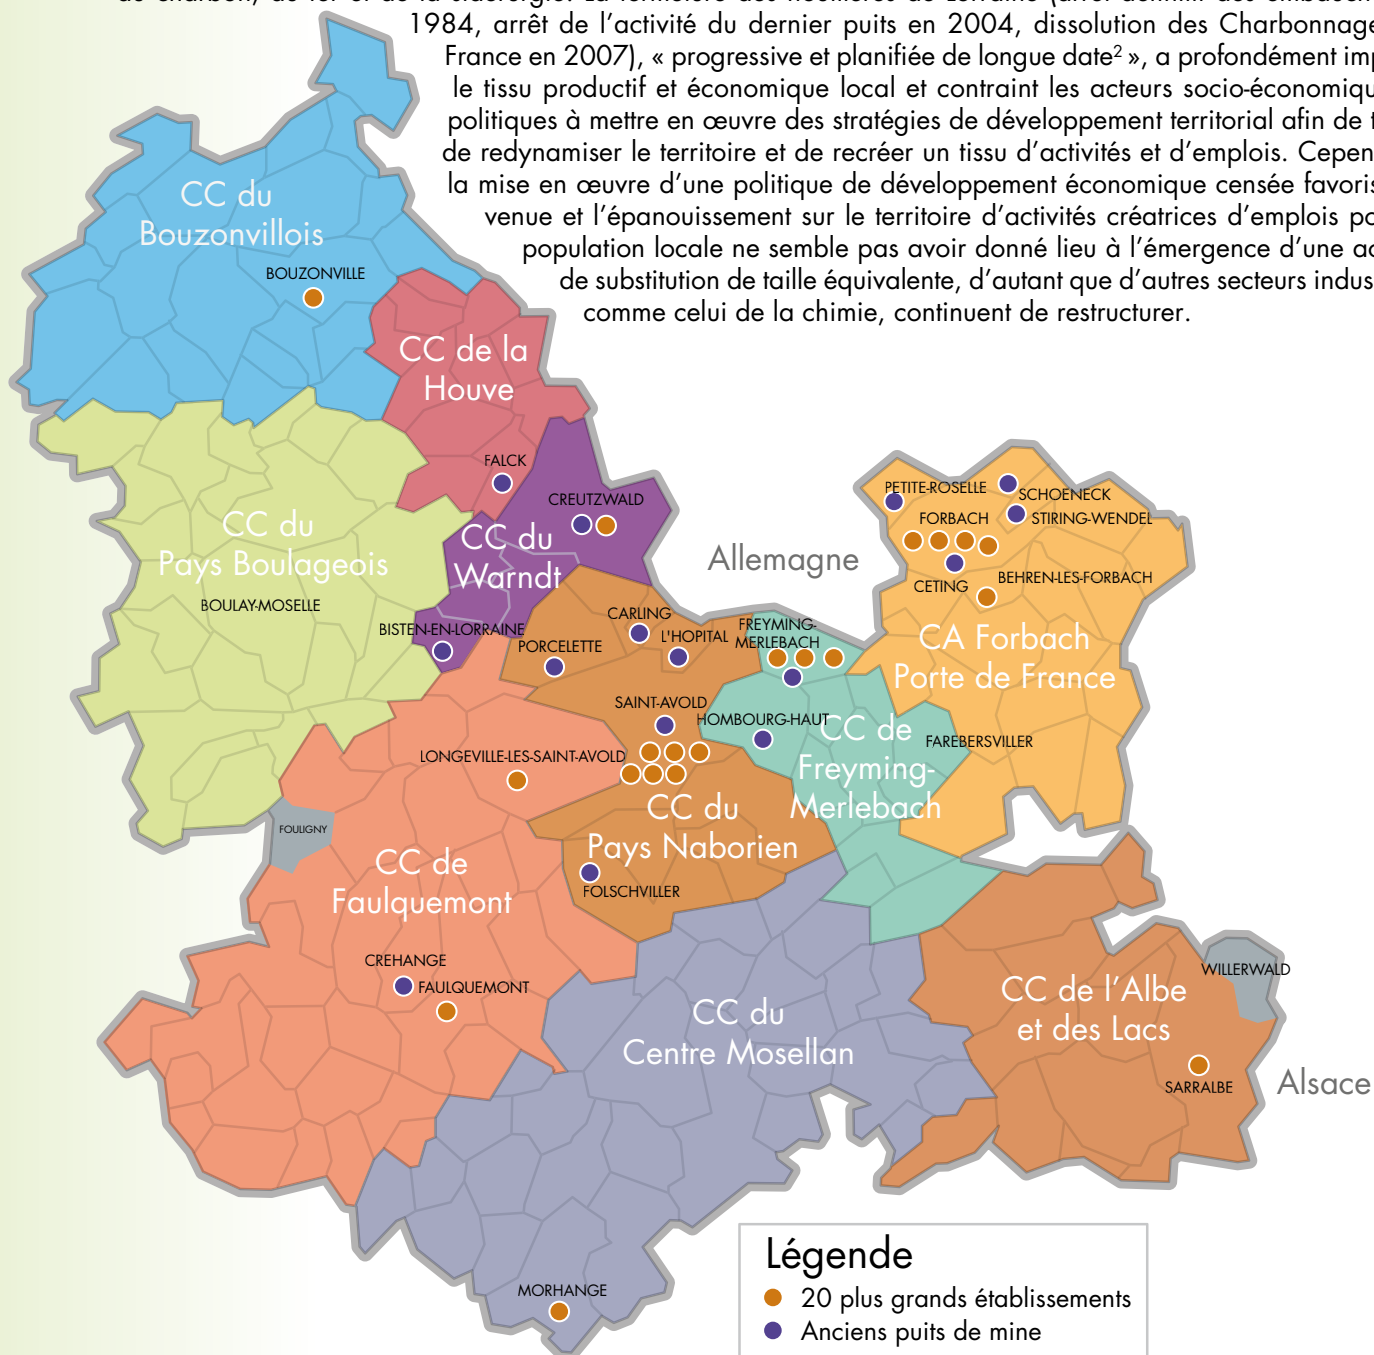 1984, arrêt de l'activité du dernier puits en 2004, dissolution des Charbonnage
France en 2007), « progressive et planifiée de longue date² », a profondément imp
le tissu productif et économique local et contraint les acteurs socio-économiqu
politiques à mettre en œuvre des stratégies de développement territorial afin de t
de redynamiser le territoire et de recréer un tissu d'activités et d'emplois. Cepen
la mise en œuvre d'une politique de développement économique censée favoris
venue et l'épanouissement sur le territoire d'activités créatrices d'emplois po
population locale ne semble pas avoir donné lieu à l'émergence d'une ac
de substitution de taille équivalente, d'autant que d'autres secteurs indus
comme celui de la chimie, continuent de restructurer.
CC du
Bouzonvillois
BOUZONVILLE
CC de la
Houve
FALCK
CREUTZWALD
CC du
Warndt
BISTEN-EN-LORRAINE
CC du
Pays Boulageois
BOULAY-MOSELLE
Allemagne
PETITE-ROSELLE
SCHOENECK
STIRING-WENDEL
FORBACH
CETING
BEHREN-LES-FORBACH
CA Forbach
Porte de France
CARLING
L'HOPITAL
PORCELETTE
FREYMING-
MERLEBACH
SAINT-AVOLD
HOMBOURG-HAUT
CC de
Freyming-
Merlebach
FAREBERSVILLER
LONGEVILLE-LES-SAINT-AVOLD
CC du
Pays Naborien
FOLSCHVILLER
FOULIGNY
CC de
Faulquemont
CREHANGE
FAULQUEMONT
CC du
Centre Mosellan
CC de l'Albe
et des Lacs
WILLERWALD
SARRALBE
Alsace
MORHANGE
Légende
20 plus grands établissements
Anciens puits de mine